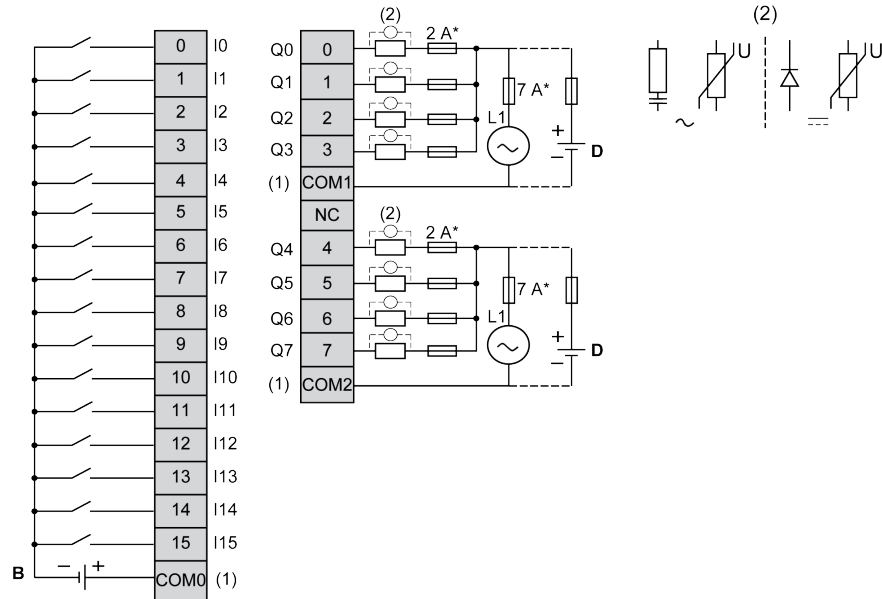 0 I0
1 I1
2 I2
3 I3
4 I4
5 I5
6 I6
7 I7
8 I8
9 I9
10 I10
11 I11
12 I12
13 I13
14 I14
15 I15
B − + COM0 (1)
(2)
Q0 0 2 A*
Q1 1 7 A*
Q2 2 L1
Q3 3 + − D
(1) COM1
NC (2)
Q4 4 2 A*
Q5 5 7 A*
Q6 6 L1
Q7 7 + − D
(1) COM2
(2)
U U